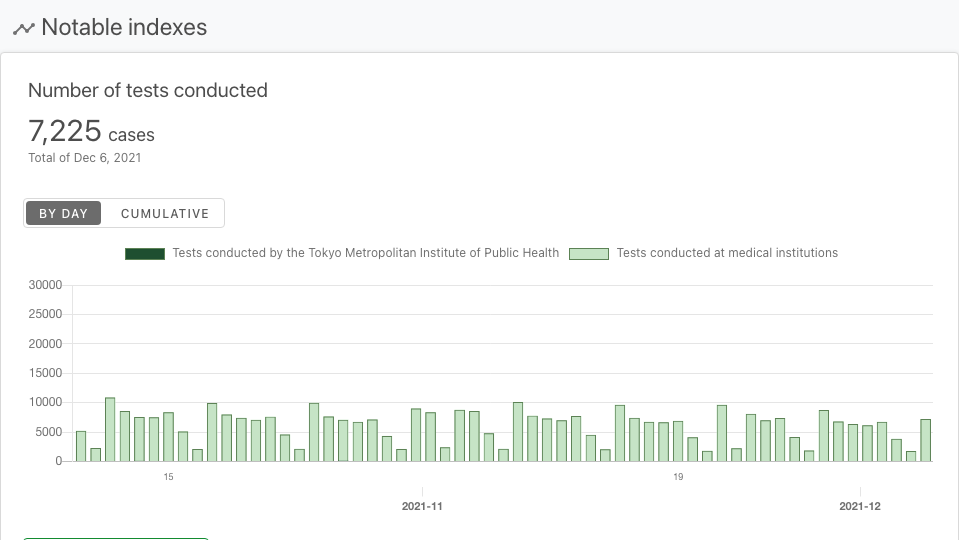 Notable indexes
Number of tests conducted
7,225 cases
Total of Dec 6, 2021
BY DAY CUMULATIVE
Tests conducted by the Tokyo Metropolitan Institute of Public Health Tests conducted at medical institutions
30000
25000
20000
15000
10000
5000
0
15 19
2021-11 2021-12